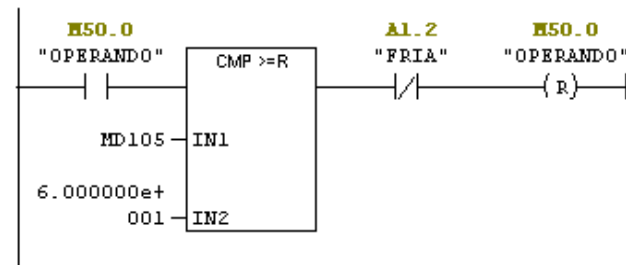 M50.0 A1.2 M50.0
"OPERANDO" CMP >=R "FRIA" "OPERANDO"
(R)
MD105 IN1
6.000000e+
001 IN2